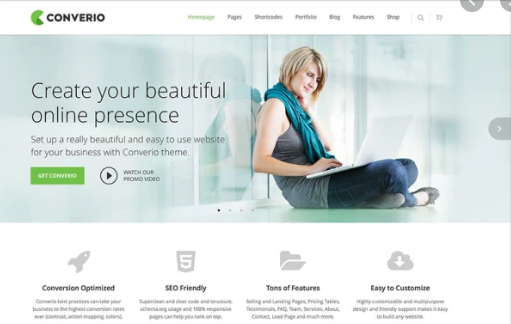 CONVERIO
Homepage Pages Shortcodes Portfolio Blog Features Shop
Create your beautiful
online presence
Set up a really beautiful and easy to use website
for your business with Converio theme.
GET CONVERIO
WATCH OUR
PROMO VIDEO
Conversion Optimized
Converio best practices can take your
business to the highest conversion rates
ever (contrast, action mapping, colors).
SEO Friendly
Superclean and clear code and structure,
schema.org usage and 100% responsive
pages can help you rank on top.
Tons of Features
Selling and Landing Pages, Pricing Tables,
Testimonials, FAQ, Team, Services, About,
Contact, Lead Page and much more.
Easy to Customize
Highly customisable and multipurpose
design and friendly support makes it easy
to build any website.